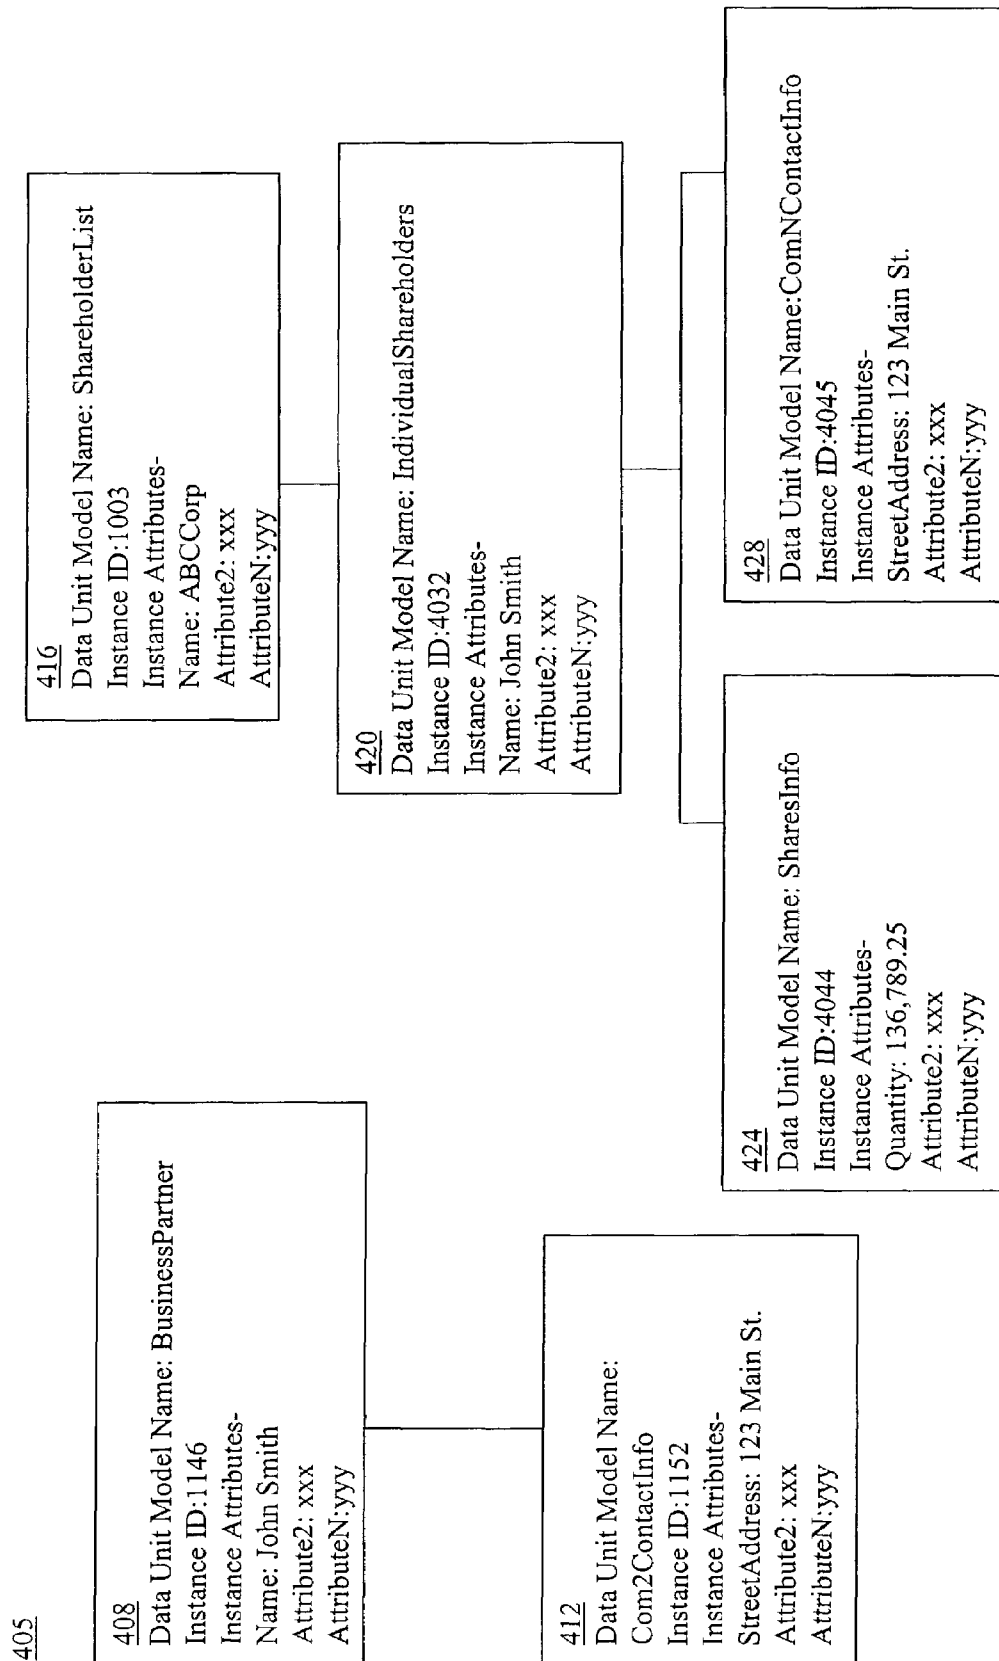 405
408
Data Unit Model Name: BusinessPartner
Instance ID:1146
Instance Attributes-
Name: John Smith
Attribute2: xxx
AttributeN:yyy
412
Data Unit Model Name:
Com2ContactInfo
Instance ID:1152
Instance Attributes-
StreetAddress: 123 Main St.
Attribute2: xxx
AttributeN:yyy
416
Data Unit Model Name: ShareholderList
Instance ID:1003
Instance Attributes-
Name: ABCCorp
Attribute2: xxx
AttributeN:yyy
420
Data Unit Model Name: IndividualShareholders
Instance ID:4032
Instance Attributes-
Name: John Smith
Attribute2: xxx
AttributeN:yyy
424
Data Unit Model Name: SharesInfo
Instance ID:4044
Instance Attributes-
Quantity: 136,789.25
Attribute2: xxx
AttributeN:yyy
428
Data Unit Model Name:ComNContactInfo
Instance ID:4045
Instance Attributes-
StreetAddress: 123 Main St.
Attribute2: xxx
AttributeN:yyy